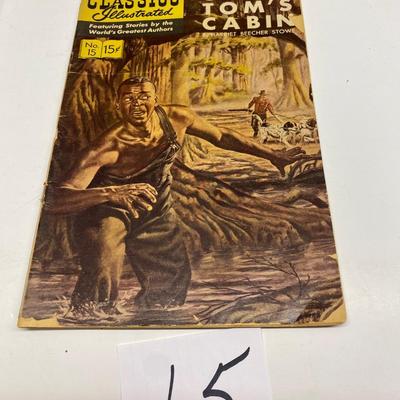 CLASSICS
Illustrated
Featuring Stories by the
World's Greatest Authors
No.
15
15¢
TOM'S
CABIN
HARRIET BEECHER STOWE
15